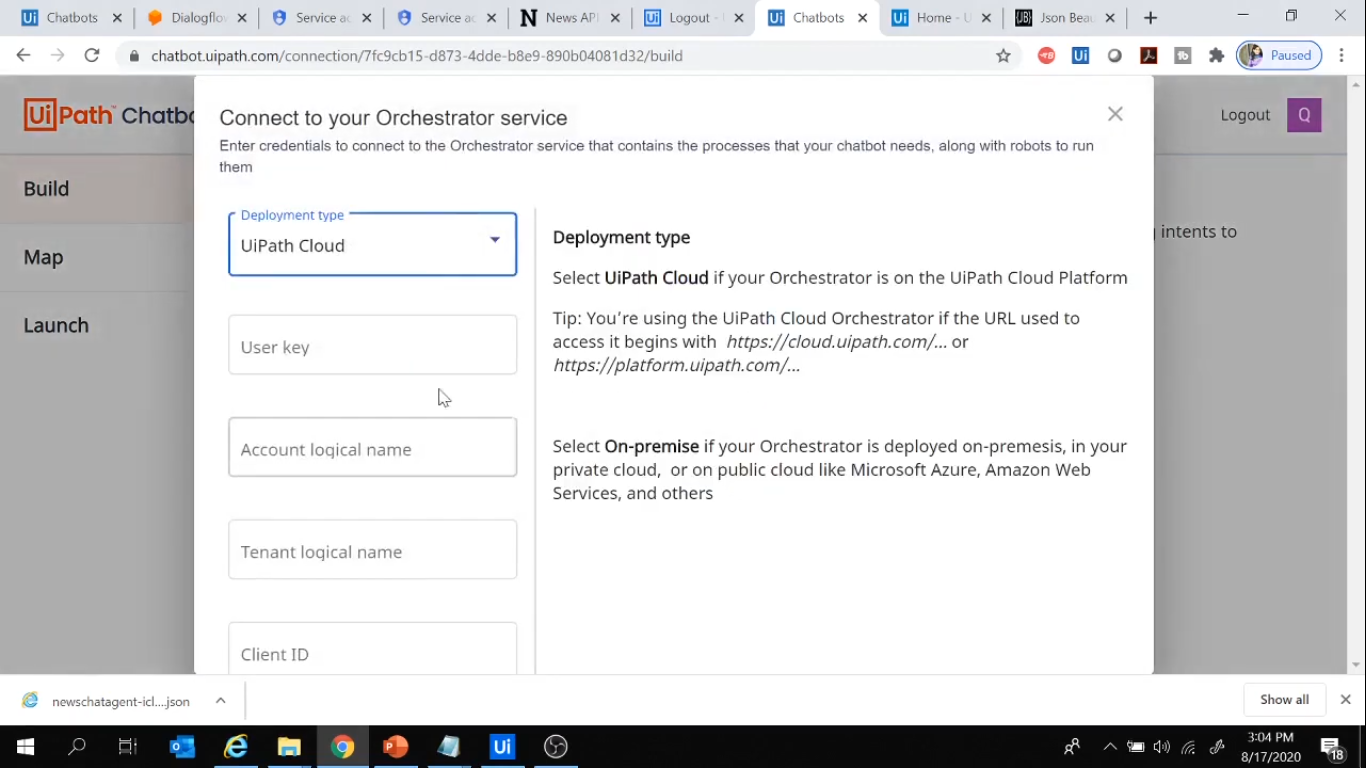 Chatbots
Dialogflov
Service ac
Service ac
News API
Logout -
Chatbots
Home - U
Json Beau
chatbot.uipath.com/connection/7fc9cb15-d873-4dde-b8e9-890b04081d32/build
Paused
UiPath™ Chatbo
Logout
Q
Build
Map
Launch
g intents to
Connect to your Orchestrator service
Enter credentials to connect to the Orchestrator service that contains the processes that your chatbot needs, along with robots to run
them
Deployment type
UiPath Cloud
User key
Account logical name
Tenant logical name
Client ID
Deployment type
Select UiPath Cloud if your Orchestrator is on the UiPath Cloud Platform
Tip: You’re using the UiPath Cloud Orchestrator if the URL used to
access it begins with https://cloud.uipath.com/... or
https://platform.uipath.com/...
Select On-premise if your Orchestrator is deployed on-premesis, in your
private cloud, or on public cloud like Microsoft Azure, Amazon Web
Services, and others
newschatagent-icl....json
Show all
3:04 PM
8/17/2020
18